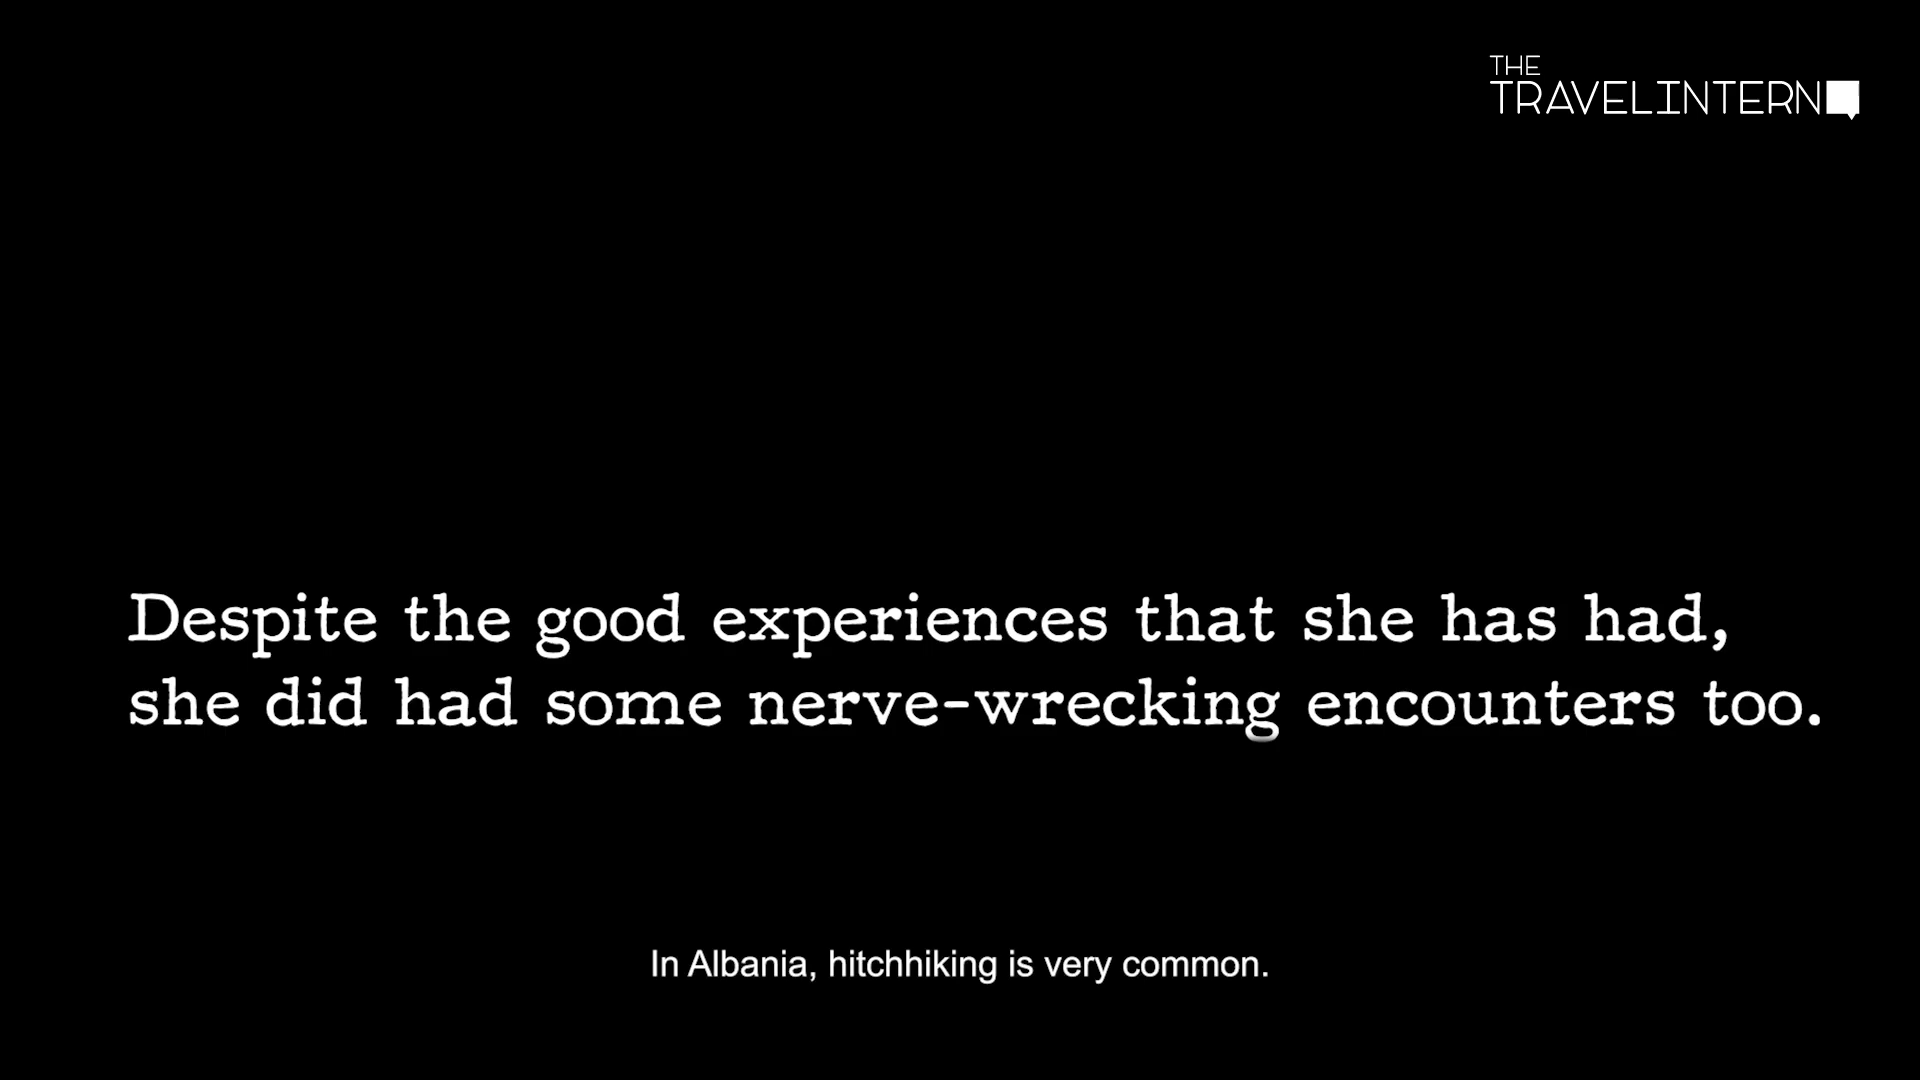 THE
TRAVELINTERN
Despite the good experiences that she has had,
she did had some nerve-wrecking encounters too.
In Albania, hitchhiking is very common.